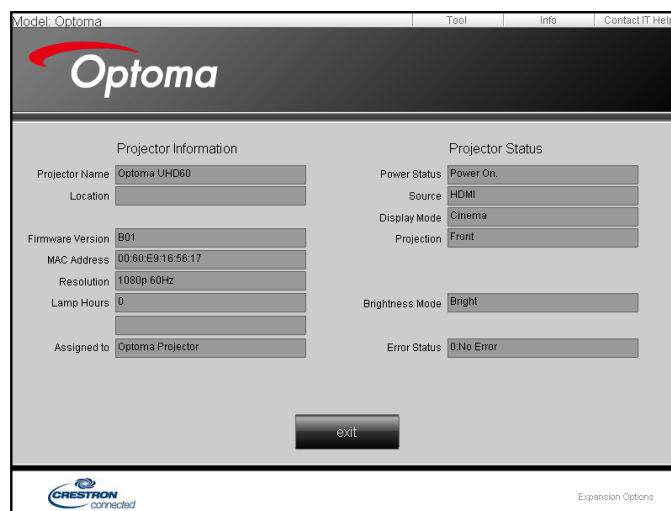 Model: Optoma
Tool Info Contact IT Help
Optoma
Projector Information
Projector Name Optoma UHD60
Location
Firmware Version B01
MAC Address 00:60:E9:16:56:17
Resolution 1080p 60Hz
Lamp Hours 0
Assigned to Optoma Projector
Projector Status
Power Status Power On.
Source HDMI
Display Mode Cinema
Projection Front
Brightness Mode Bright
Error Status 0:No Error
exit
CRESTRON
connected
Expansion Options